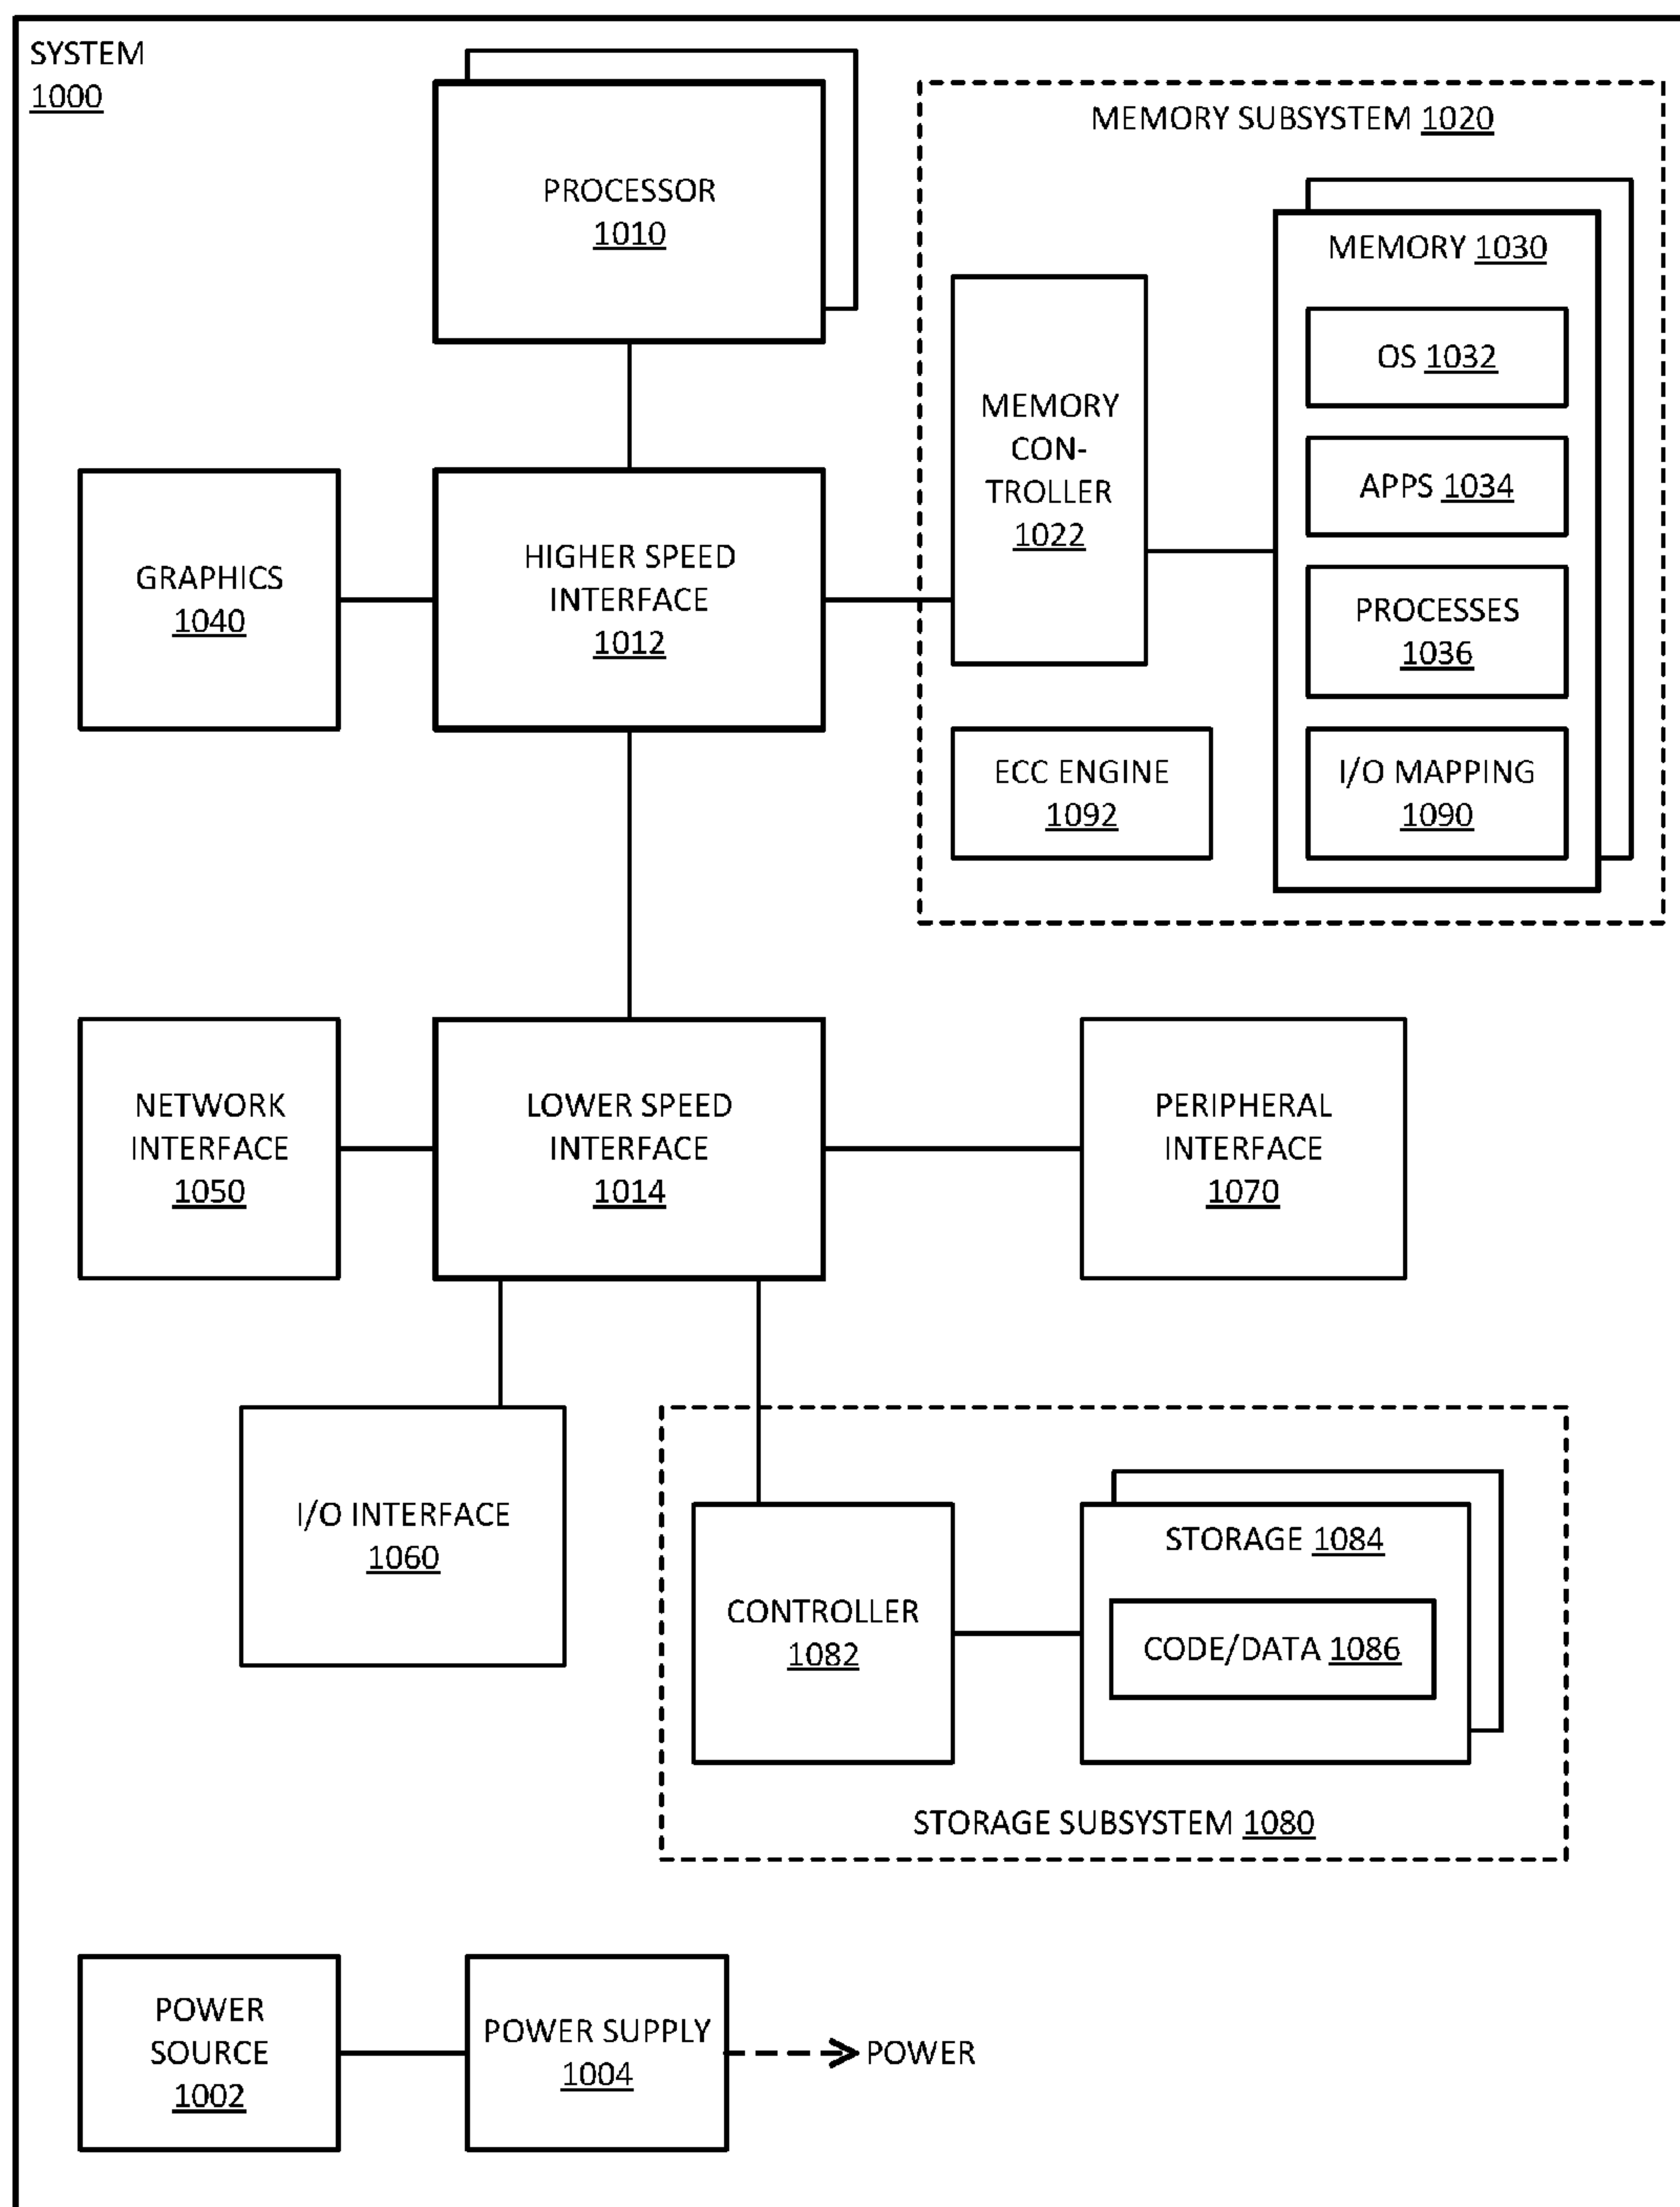 SYSTEM
1000
PROCESSOR
1010
MEMORY SUBSYSTEM 1020
MEMORY 1030
OS 1032
APPS 1034
PROCESSES
1036
I/O MAPPING
1090
MEMORY
CON-
TROLLER
1022
ECC ENGINE
1092
GRAPHICS
1040
HIGHER SPEED
INTERFACE
1012
NETWORK
INTERFACE
1050
LOWER SPEED
INTERFACE
1014
PERIPHERAL
INTERFACE
1070
I/O INTERFACE
1060
CONTROLLER
1082
STORAGE 1084
CODE/DATA 1086
STORAGE SUBSYSTEM 1080
POWER
SOURCE
1002
POWER SUPPLY
1004
POWER